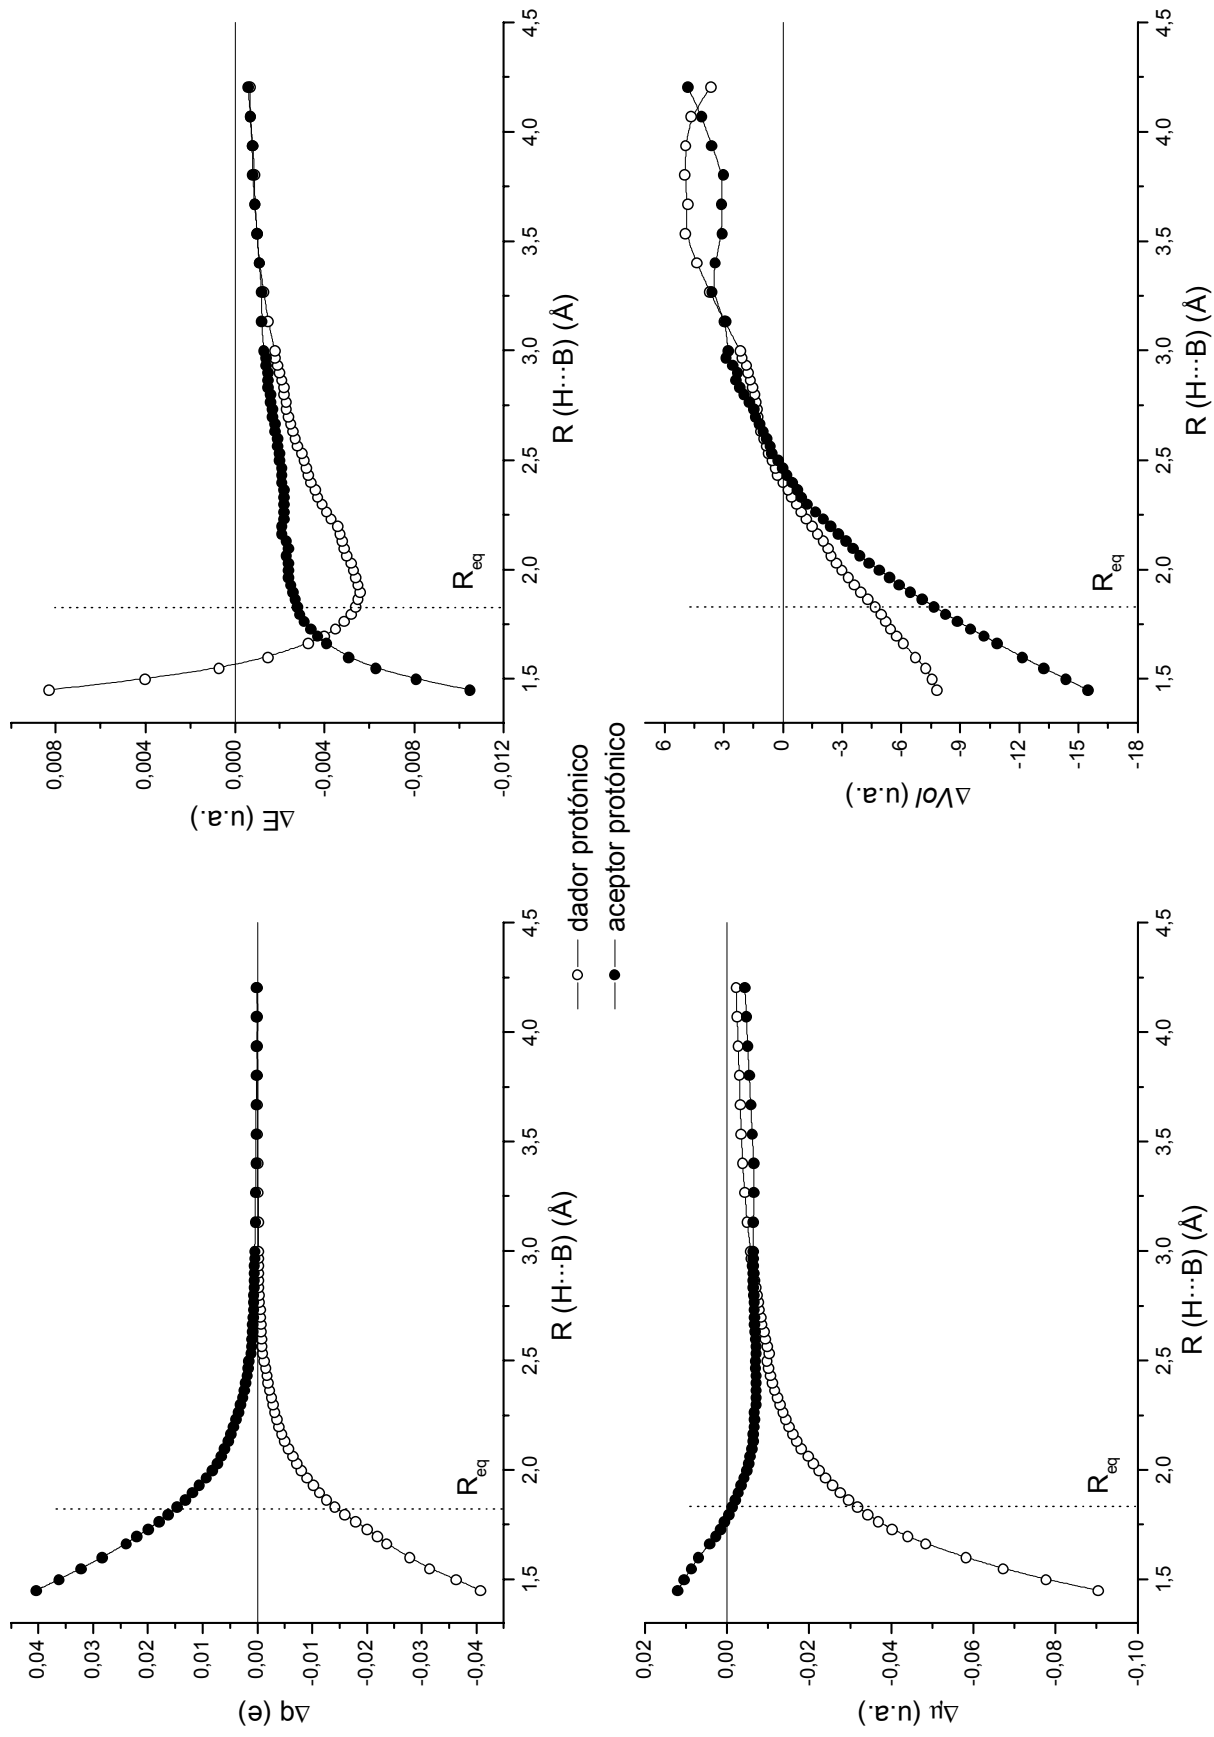 0,04
0,03
0,02
0,01
0,00
-0,01
-0,02
-0,03
-0,04
Δq (e)
R_eq
1,5 2,0 2,5 3,0 3,5 4,0 4,5
R (H···B) (Å)
0,008
0,004
0,000
-0,004
-0,008
-0,012
ΔE (u.a.)
R_eq
1,5 2,0 2,5 3,0 3,5 4,0 4,5
R (H···B) (Å)
dador protónico
aceptor protónico
0,02
0,00
-0,02
-0,04
-0,06
-0,08
-0,10
Δμ (u.a.)
R_eq
1,5 2,0 2,5 3,0 3,5 4,0 4,5
R (H···B) (Å)
6
3
0
-3
-6
-9
-12
-15
-18
ΔVol (u.a.)
R_eq
1,5 2,0 2,5 3,0 3,5 4,0 4,5
R (H···B) (Å)